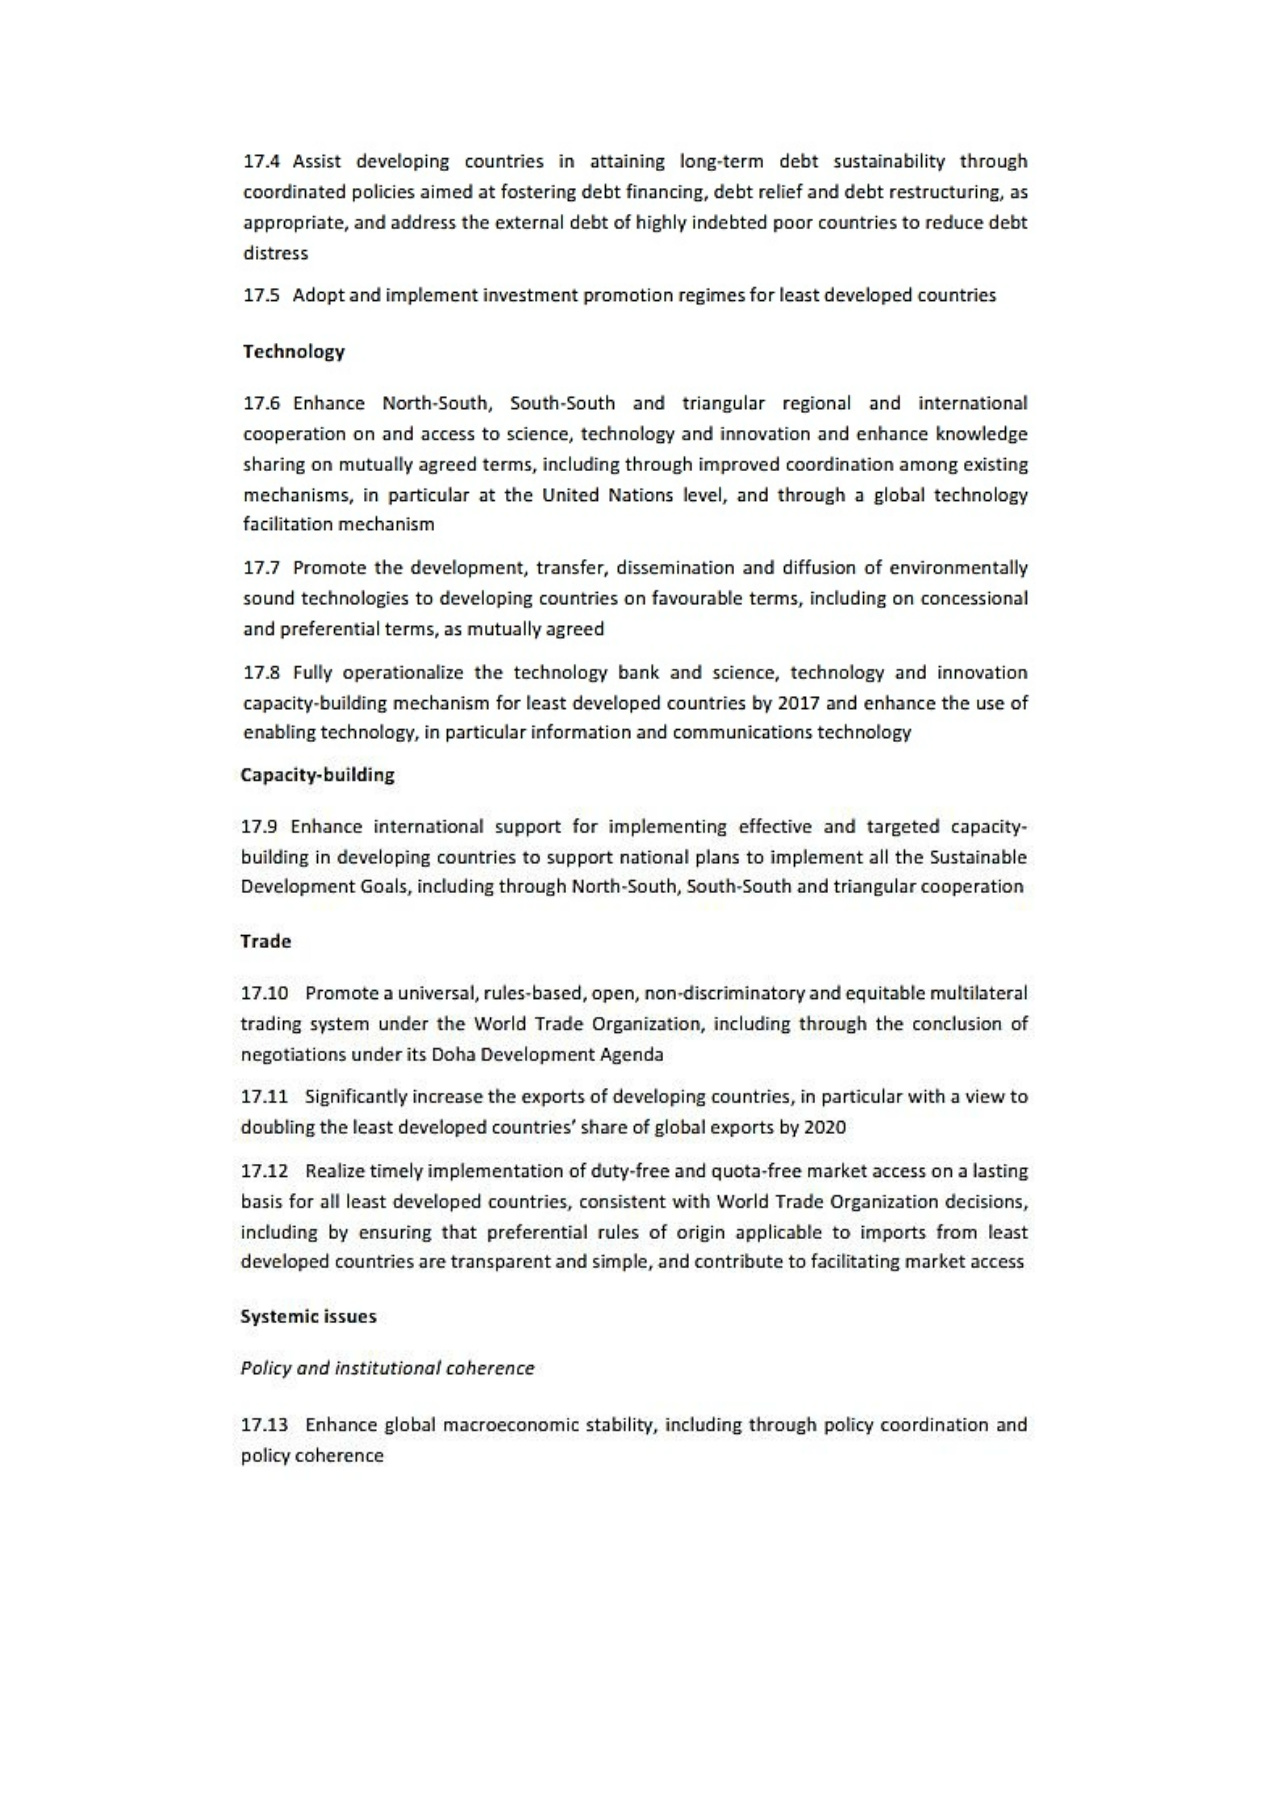 17.4 Assist developing countries in attaining long-term debt sustainability through
coordinated policies aimed at fostering debt financing, debt relief and debt restructuring, as
appropriate, and address the external debt of highly indebted poor countries to reduce debt
distress
17.5 Adopt and implement investment promotion regimes for least developed countries
Technology
17.6 Enhance North-South, South-South and triangular regional and international
cooperation on and access to science, technology and innovation and enhance knowledge
sharing on mutually agreed terms, including through improved coordination among existing
mechanisms, in particular at the United Nations level, and through a global technology
facilitation mechanism
17.7 Promote the development, transfer, dissemination and diffusion of environmentally
sound technologies to developing countries on favourable terms, including on concessional
and preferential terms, as mutually agreed
17.8 Fully operationalize the technology bank and science, technology and innovation
capacity-building mechanism for least developed countries by 2017 and enhance the use of
enabling technology, in particular information and communications technology
Capacity-building
17.9 Enhance international support for implementing effective and targeted capacity-
building in developing countries to support national plans to implement all the Sustainable
Development Goals, including through North-South, South-South and triangular cooperation
Trade
17.10 Promote a universal, rules-based, open, non-discriminatory and equitable multilateral
trading system under the World Trade Organization, including through the conclusion of
negotiations under its Doha Development Agenda
17.11 Significantly increase the exports of developing countries, in particular with a view to
doubling the least developed countries' share of global exports by 2020
17.12 Realize timely implementation of duty-free and quota-free market access on a lasting
basis for all least developed countries, consistent with World Trade Organization decisions,
including by ensuring that preferential rules of origin applicable to imports from least
developed countries are transparent and simple, and contribute to facilitating market access
Systemic issues
Policy and institutional coherence
17.13 Enhance global macroeconomic stability, including through policy coordination and
policy coherence